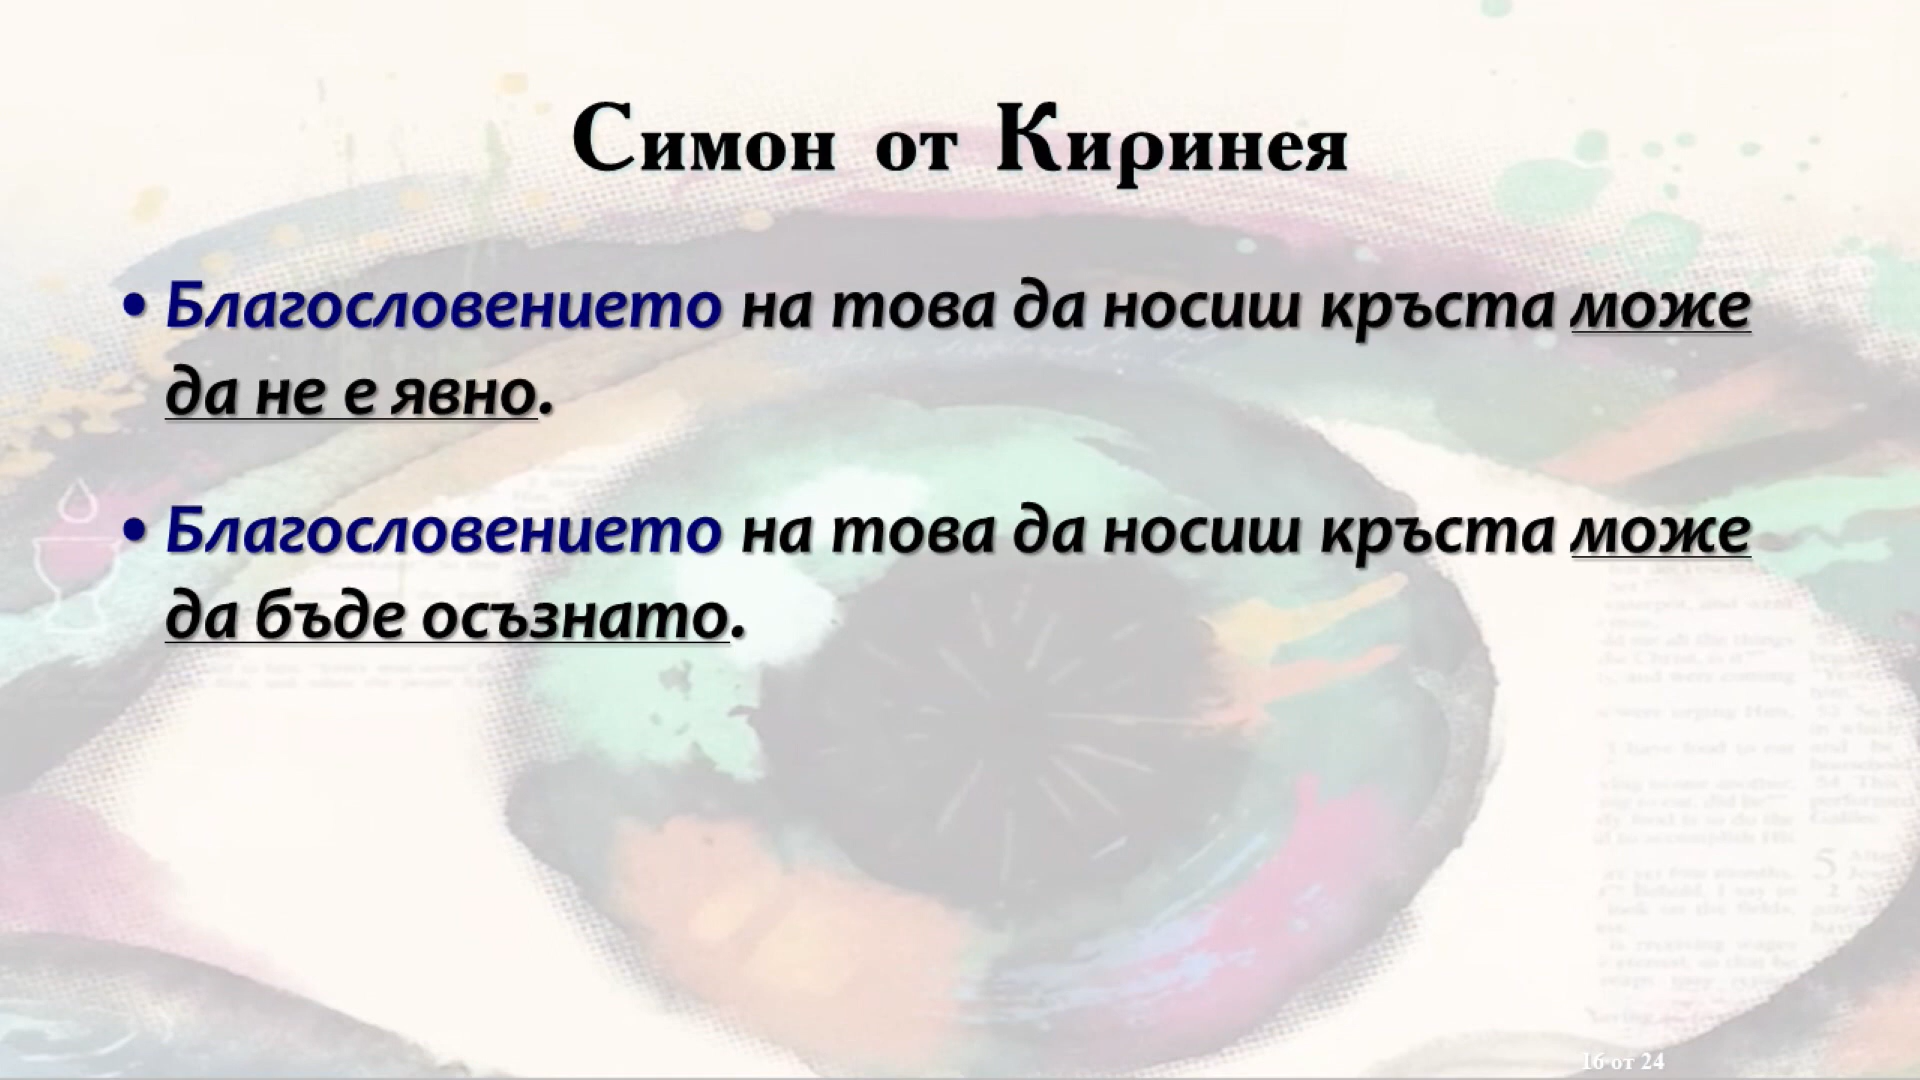 Симон от Киринея
• Благословението на това да носиш кръста може
да не е явно.
• Благословението на това да носиш кръста може
да бъде осъзнато.
16 от 24